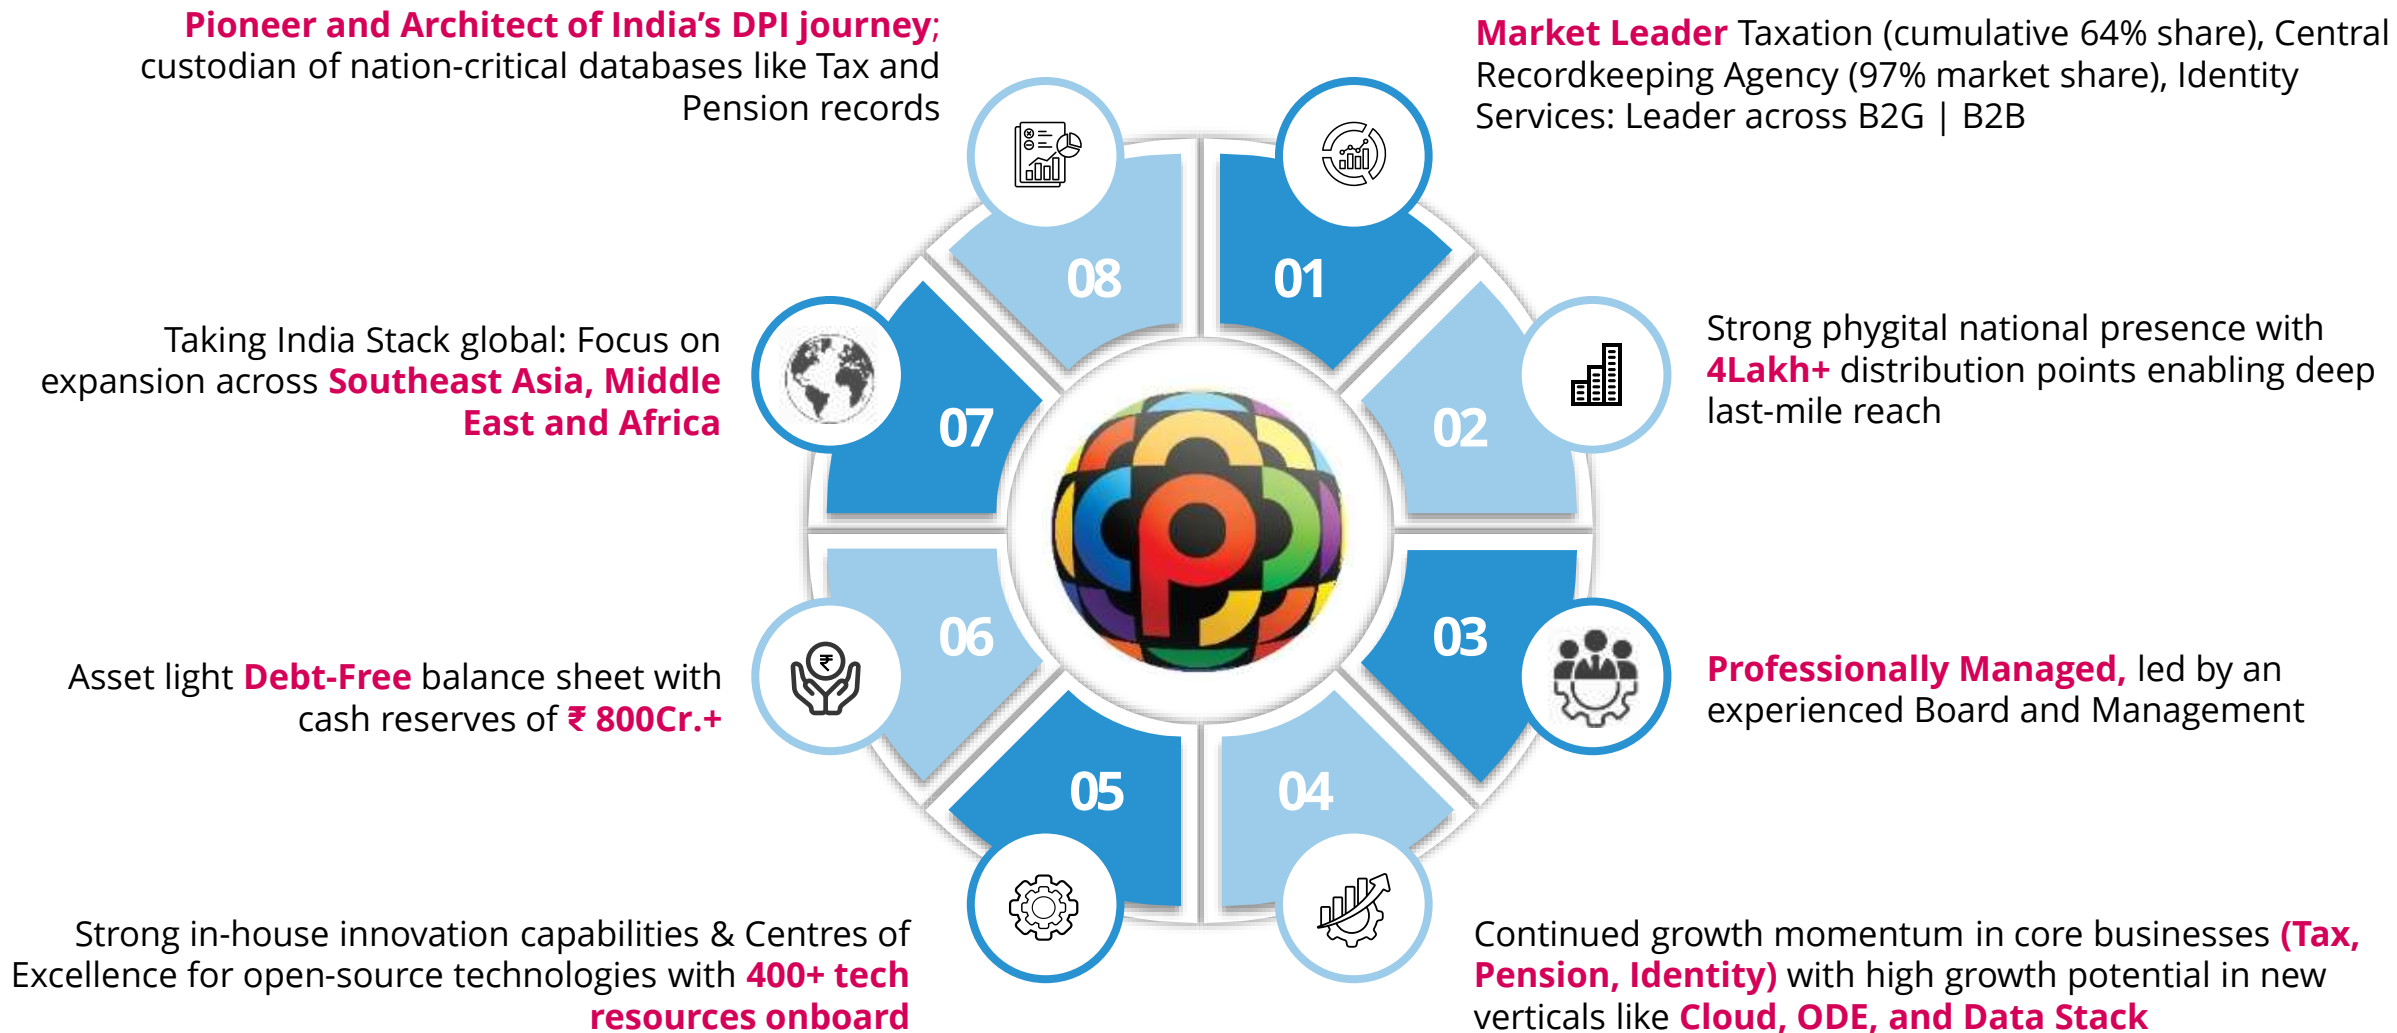 Pioneer and Architect of India's DPI journey;
custodian of nation-critical databases like Tax and
Pension records
Market Leader Taxation (cumulative 64% share), Central
Recordkeeping Agency (97% market share), Identity
Services: Leader across B2G | B2B
08
01
Taking India Stack global: Focus on
expansion across Southeast Asia, Middle
East and Africa
07
02
Strong phygital national presence with
4Lakh+ distribution points enabling deep
last-mile reach
p
Asset light Debt-Free balance sheet with
cash reserves of ₹ 800Cr.+
₹
06
03
Professionally Managed, led by an
experienced Board and Management
05
04
Strong in-house innovation capabilities & Centres of
Excellence for open-source technologies with 400+ tech
resources onboard
Continued growth momentum in core businesses (Tax,
Pension, Identity) with high growth potential in new
verticals like Cloud, ODE, and Data Stack